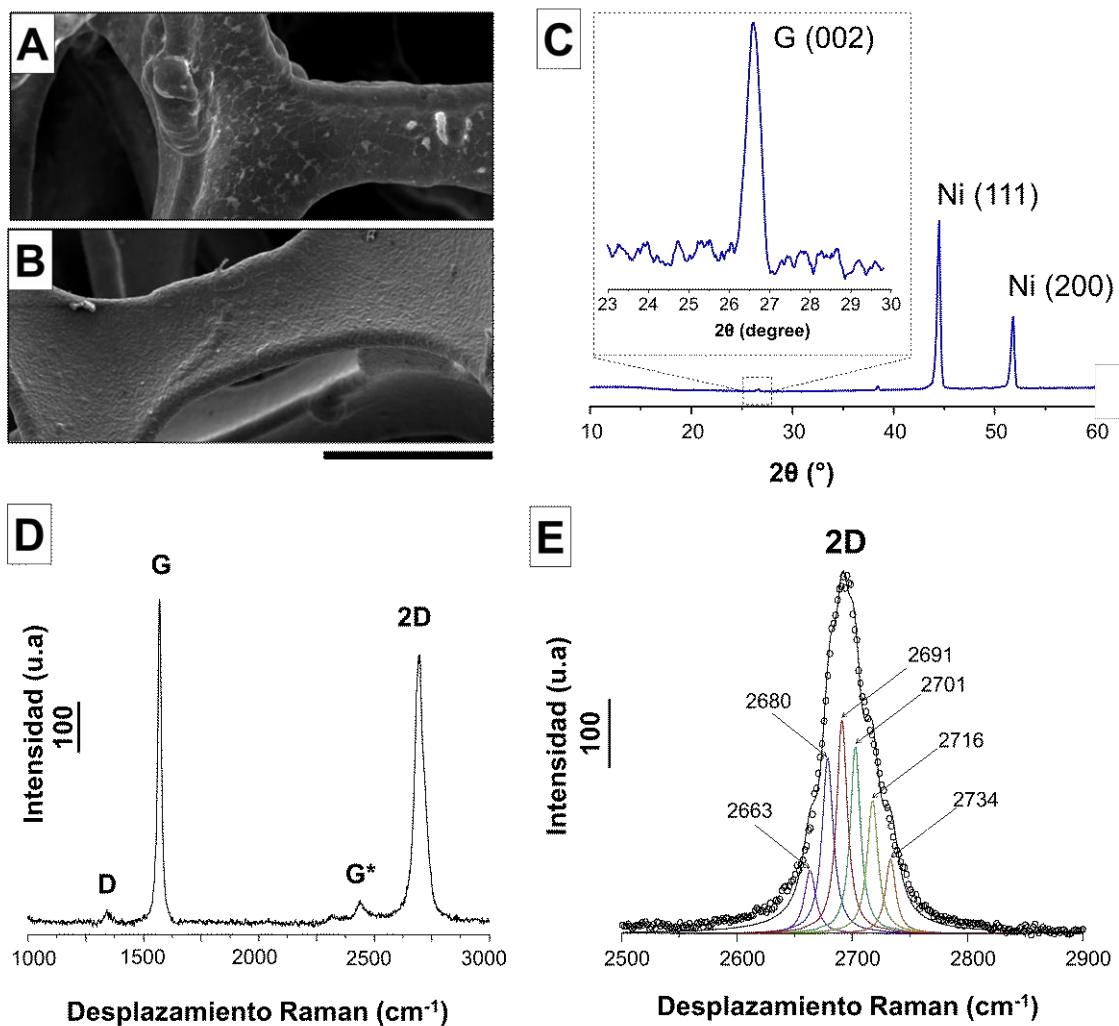 A
B
C
G (002)
23 24 25 26 27 28 29 30
2θ (degree)
Ni (111)
Ni (200)
10 20 30 40 50 60
2θ (°)
D
G
2D
D
G*
Intensidad (u.a)
100
1000 1500 2000 2500 3000
Desplazamiento Raman (cm⁻¹)
E
2D
2691
2701
2680
2716
2734
2663
Intensidad (u.a)
100
2500 2600 2700 2800 2900
Desplazamiento Raman (cm⁻¹)